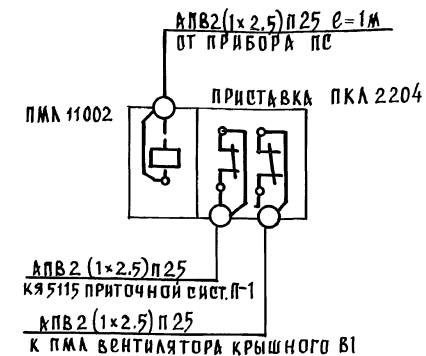 АПВ2(1×2.5)П25 ℓ=1м
ОТ ПРИБОРА ПС
ПРИСТАВКА ПКЛ 2204
ПМЛ 11002
АПВ2 (1×2.5)П25
КЯ5115 ПРИТОЧНОЙ СИСТ.П-1
АПВ2(1×2.5)П25
К ПМЛ ВЕНТИЛЯТОРА КРЫШНОГО В1